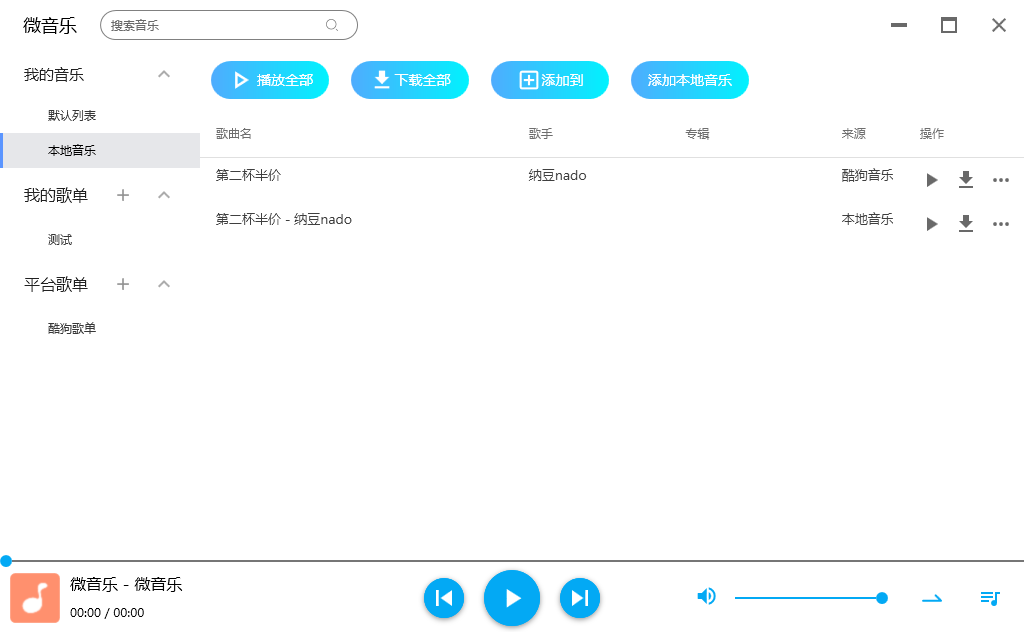 微音乐
搜索音乐
我的音乐
默认列表
本地音乐
我的歌单
测试
平台歌单
酷狗歌单
播放全部 下载全部 添加到 添加本地音乐
歌曲名 歌手 专辑 来源 操作
第二杯半价 纳豆nado 酷狗音乐
第二杯半价 - 纳豆nado 本地音乐
微音乐 - 微音乐
00:00 / 00:00